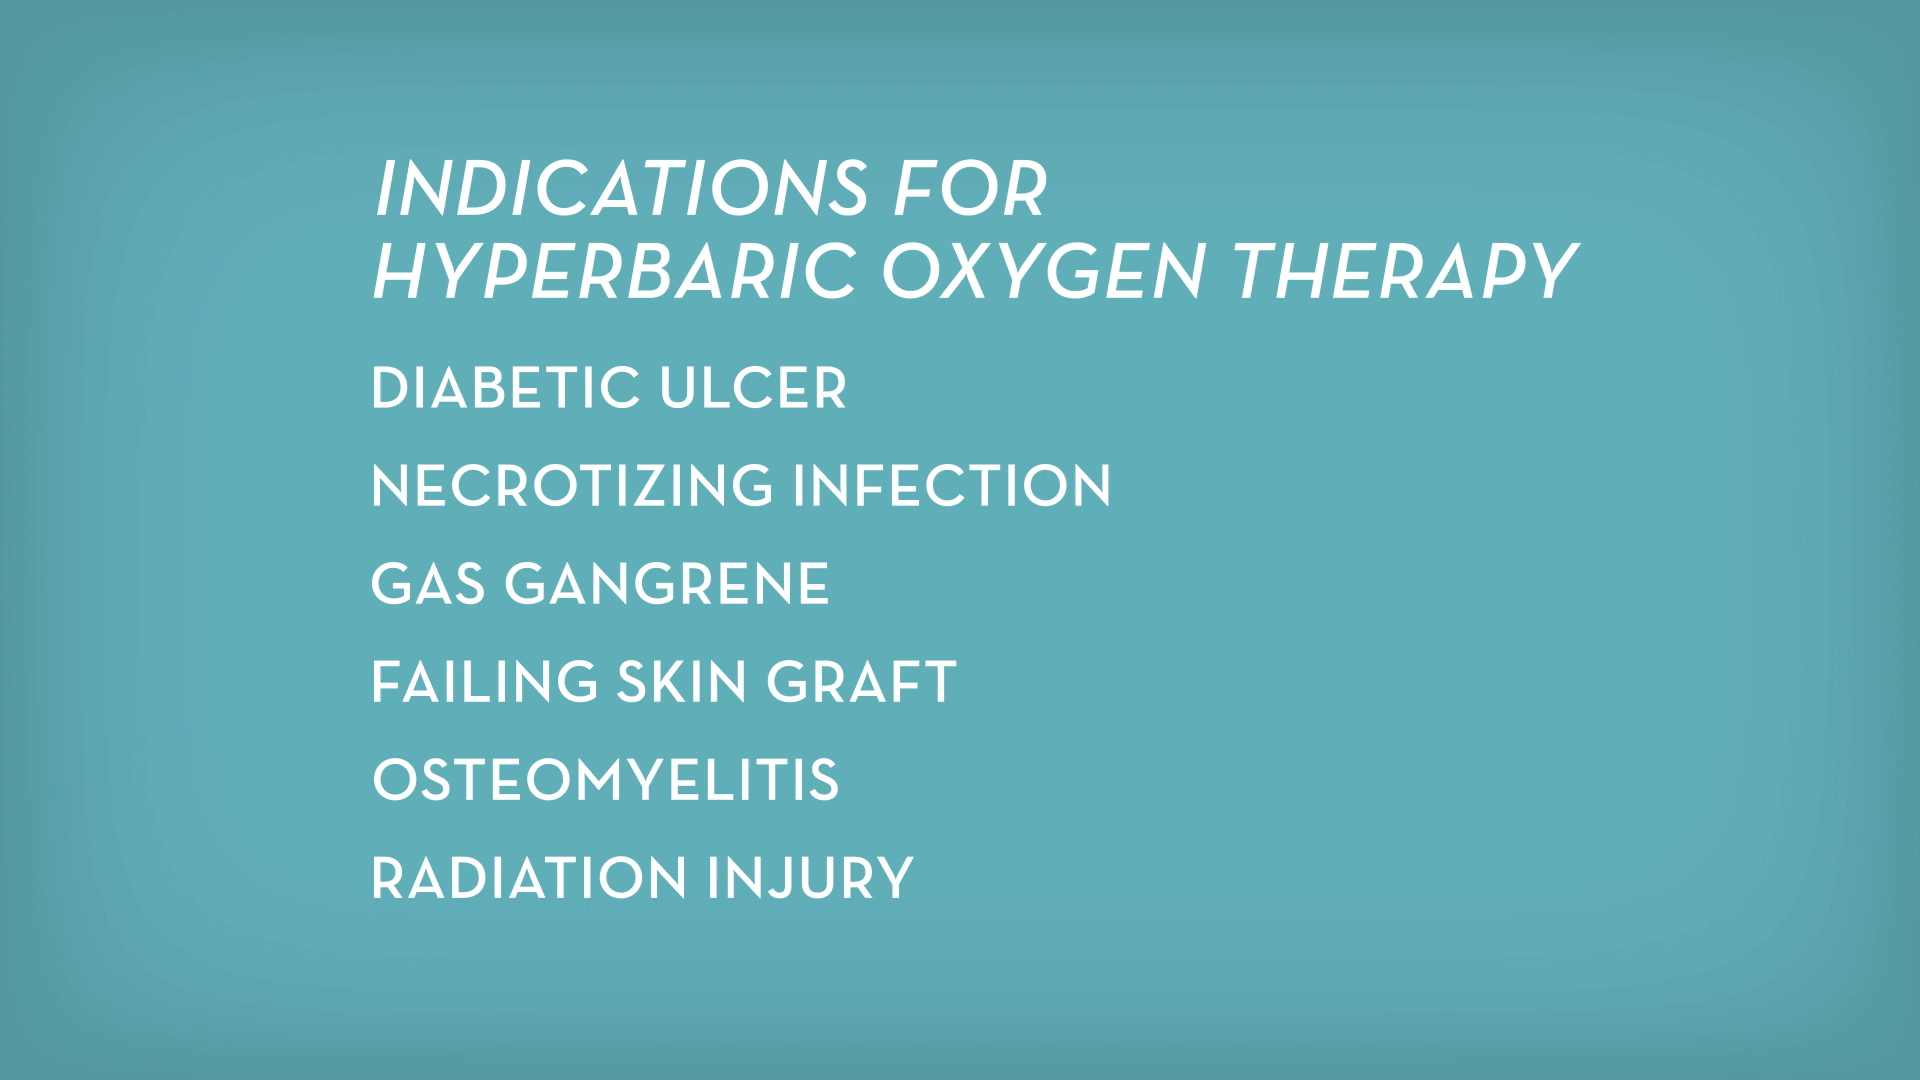 INDICATIONS FOR
HYPERBARIC OXYGEN THERAPY
DIABETIC ULCER
NECROTIZING INFECTION
GAS GANGRENE
FAILING SKIN GRAFT
OSTEOMYELITIS
RADIATION INJURY